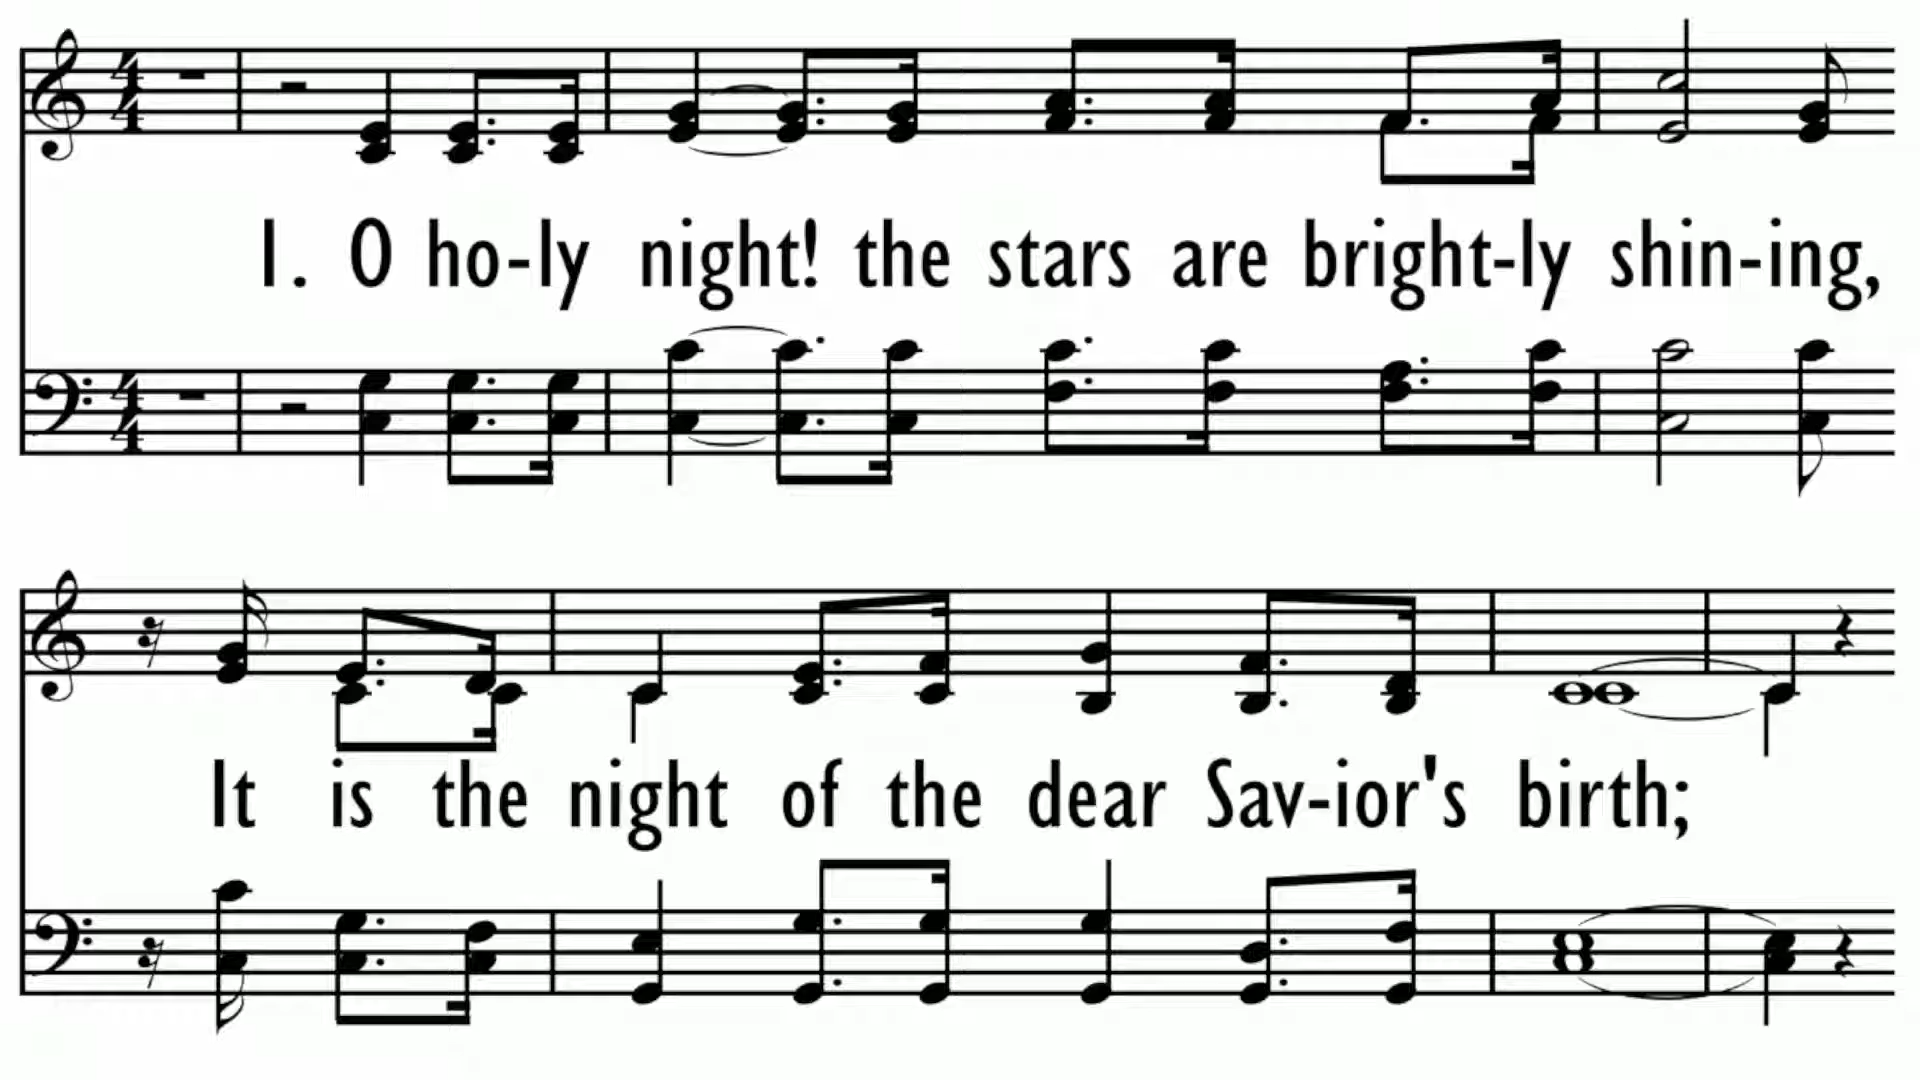 1. O ho-ly night! the stars are bright-ly shin-ing,
It is the night of the dear Sav-ior's birth;